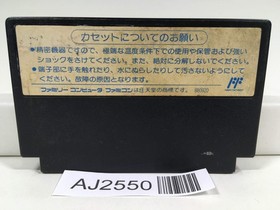 カセットについてのお願い
●精密機器ですので、極端な温度条件下での使用や保管および強い
ショックをさけてください。また、絶対に分解しないでください。
●端子部に手を触れたり、水にぬらしたりして汚さないようにして
ください。故障の原因となります。
ファミリーコンピュータ・ファミコンは任天堂の商標です。
AJ2550